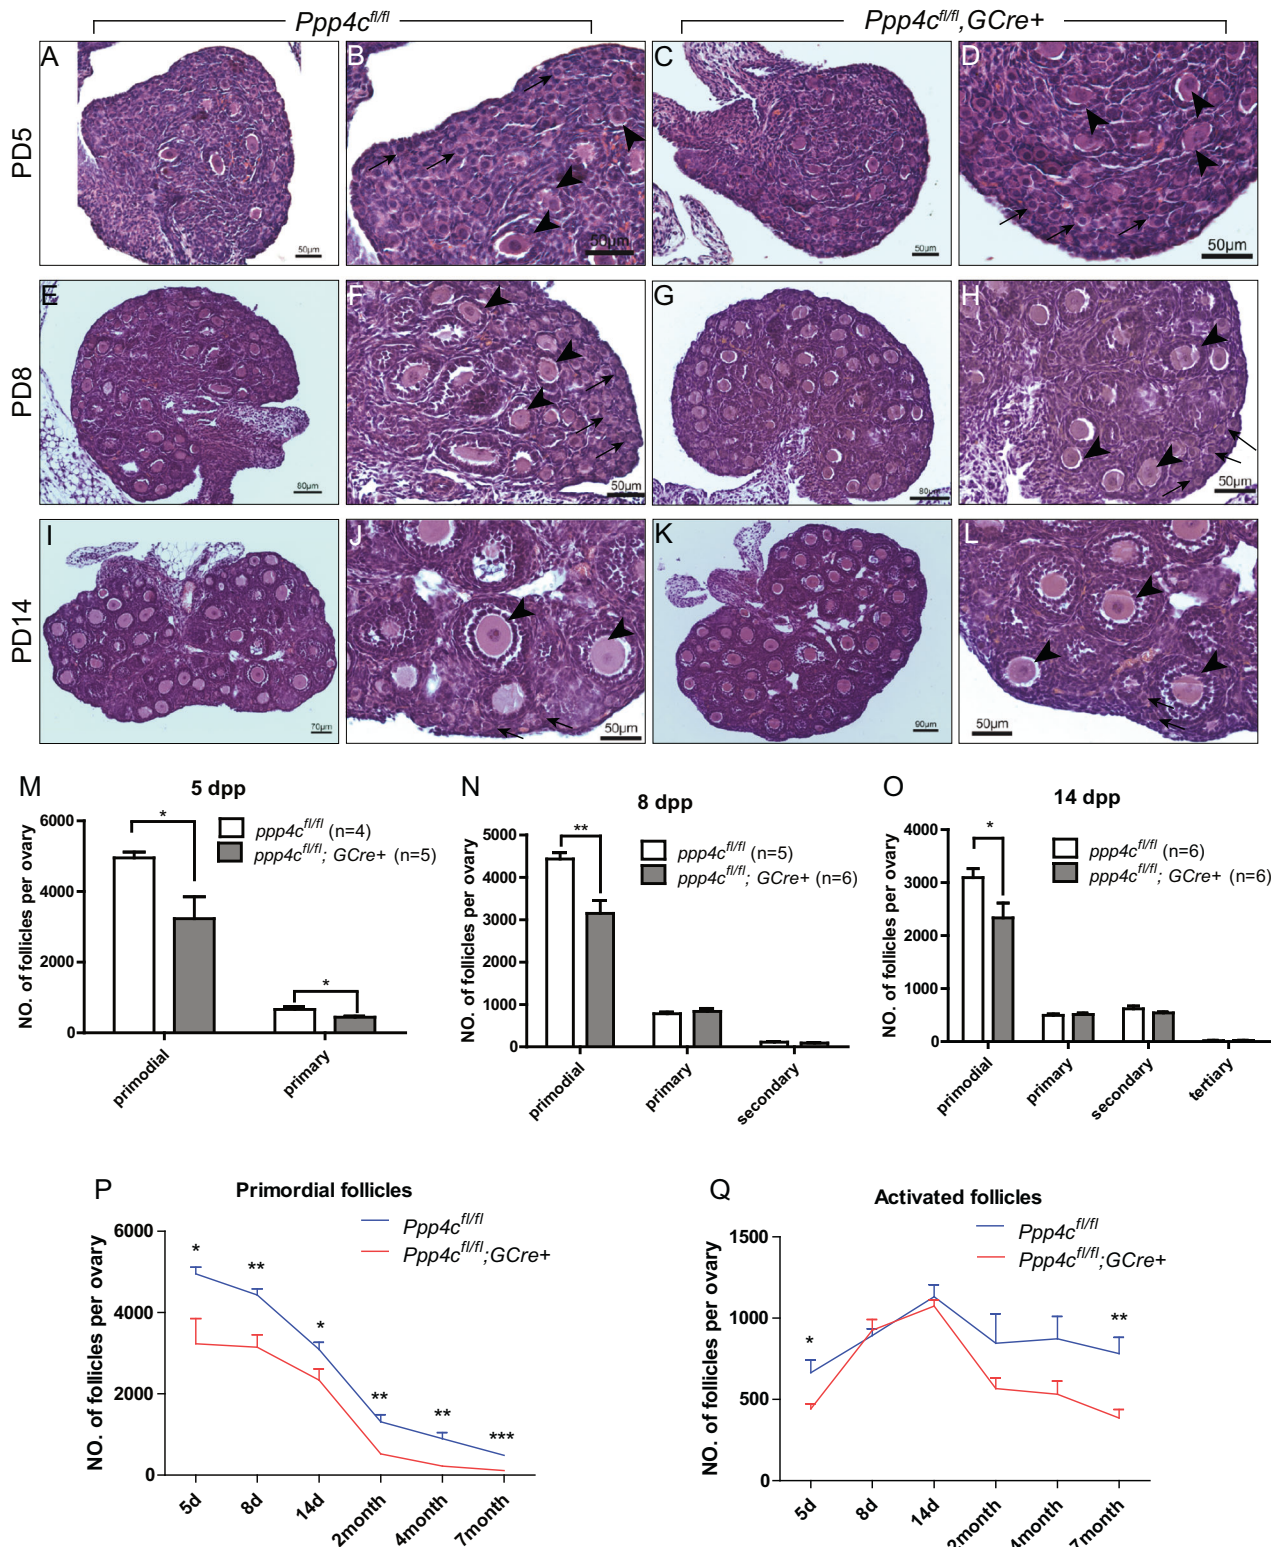 Ppp4cfl/fl Ppp4cfl/fl,GCre+
A B C D
PD5
50µm 50µm 50µm 50µm
E F G H
PD8
80µm 50µm 80µm 50µm
I J K L
PD14
70µm 50µm 90µm 50µm
M 5 dpp
NO. of follicles per ovary
6000
4000
2000
0
* *
ppp4cfl/fl (n=4)
ppp4cfl/fl; GCre+ (n=5)
primodial primary
N 8 dpp
NO. of follicles per ovary
5000
4000
3000
2000
1000
0
**
ppp4cfl/fl (n=5)
ppp4cfl/fl; GCre+ (n=6)
primodial primary secondary
O 14 dpp
NO. of follicles per ovary
4000
3000
2000
1000
0
*
ppp4cfl/fl (n=6)
ppp4cfl/fl; GCre+ (n=6)
primodial primary secondary tertiary
P Primordial follicles
NO. of follicles per ovary
6000
4000
2000
0
Ppp4cfl/fl
Ppp4cfl/fl;GCre+
* ** * ** ** ***
5d 8d 14d 2month 4month 7month
Q Activated follicles
NO. of follicles per ovary
1500
1000
500
0
Ppp4cfl/fl
Ppp4cfl/fl;GCre+
* **
5d 8d 14d 2month 4month 7month